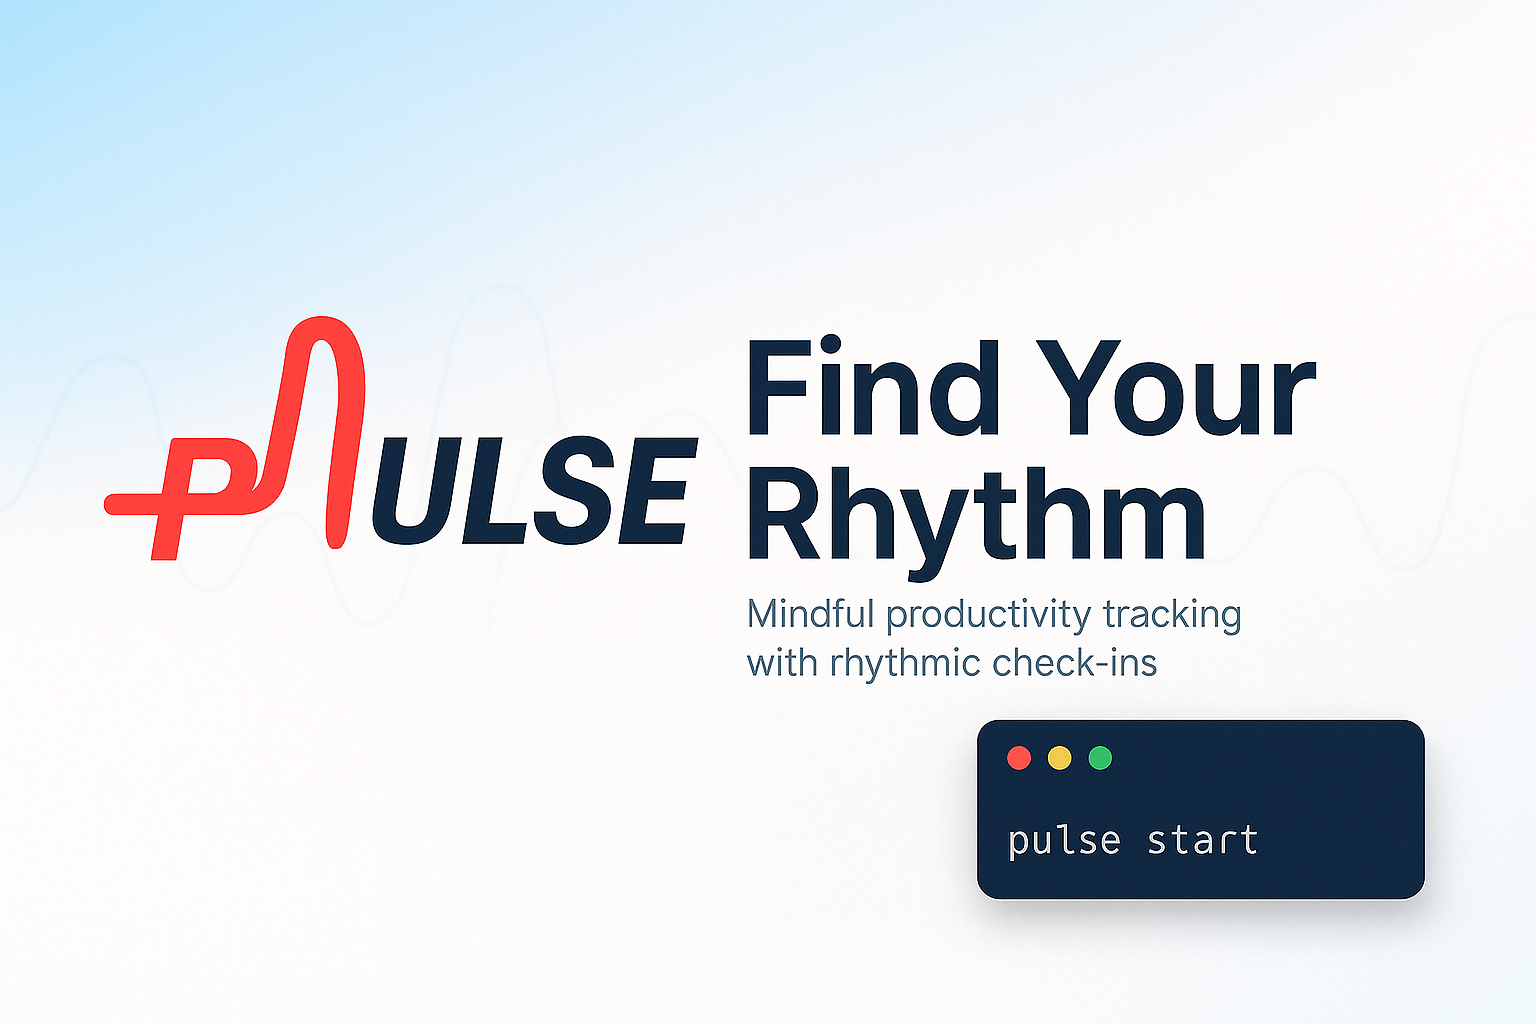 PULSE
Find Your
Rhythm
Mindful productivity tracking
with rhythmic check-ins
pulse start